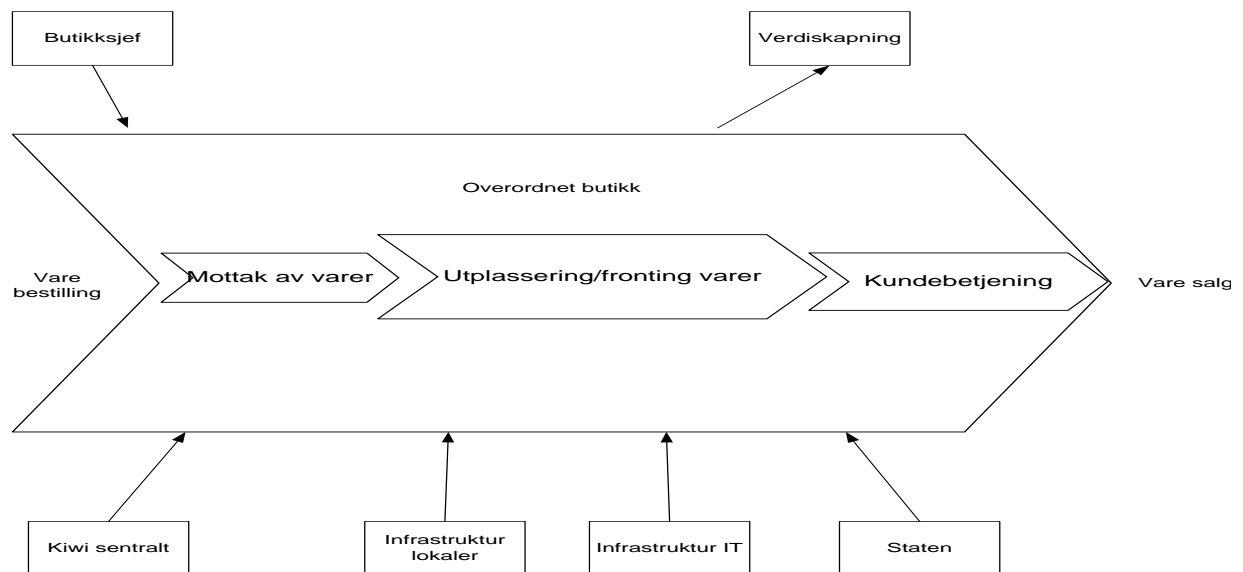 Butikksjef
Verdiskapning
Overordnet butikk
Vare
bestilling
Mottak av varer
Utplassering/fronting varer
Kundebetjening
Vare salg
Kiwi sentralt
Infrastruktur
lokaler
Infrastruktur IT
Staten